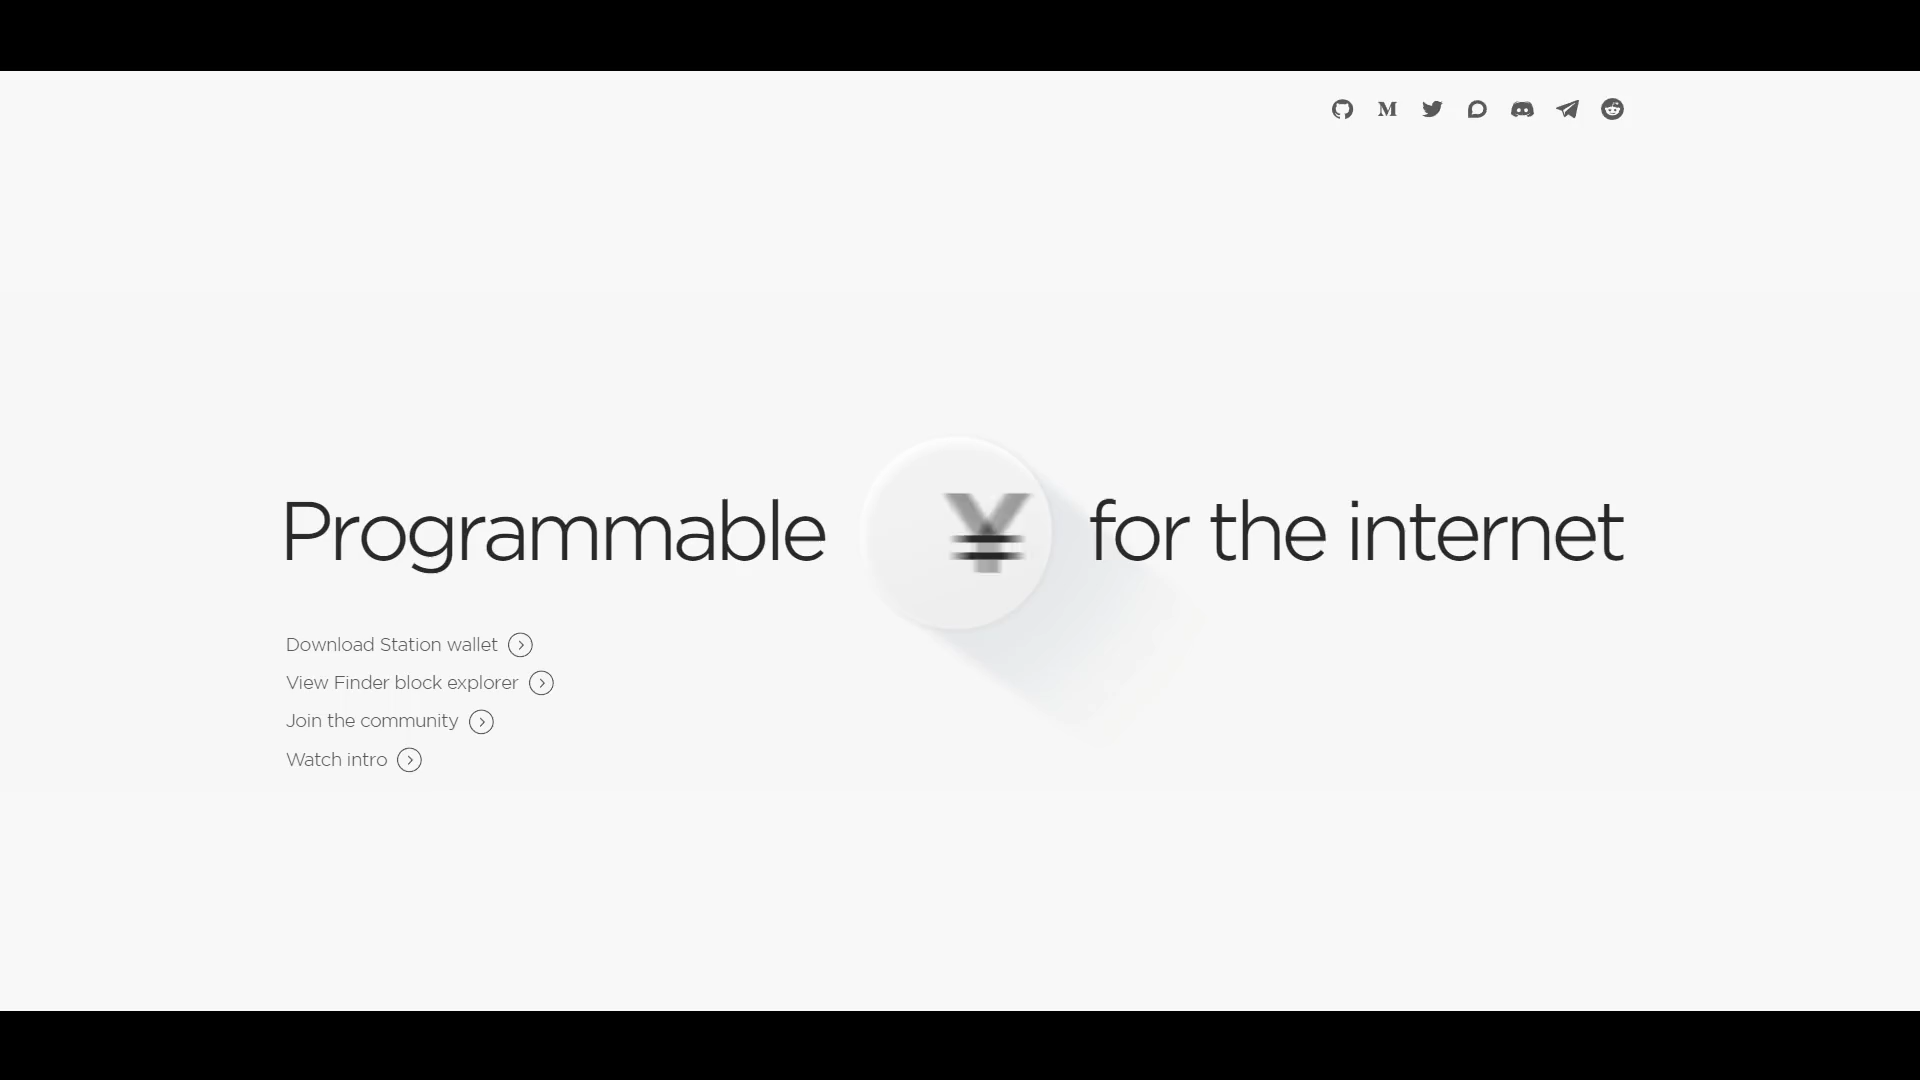 Programmable ¥ for the internet
Download Station wallet
View Finder block explorer
Join the community
Watch intro